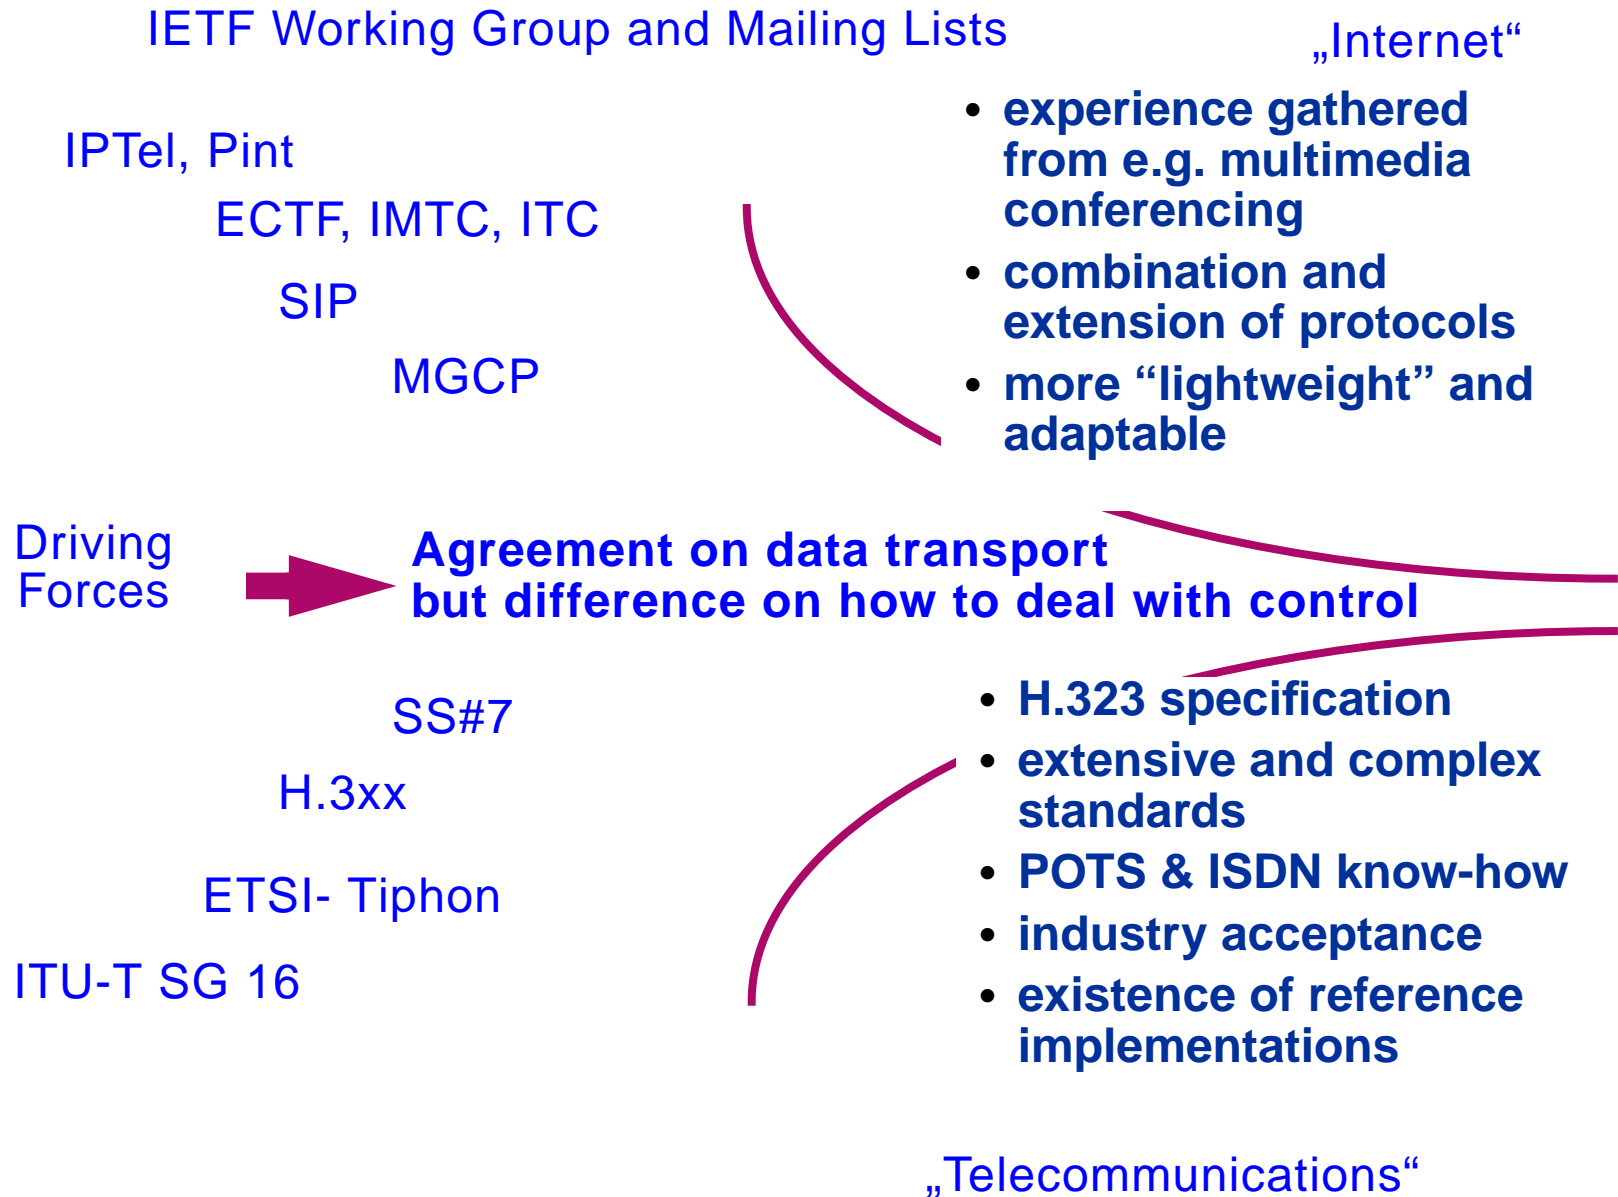 IETF Working Group and Mailing Lists
„Internet“
IPTel, Pint
ECTF, IMTC, ITC
SIP
MGCP
• experience gathered
from e.g. multimedia
conferencing
• combination and
extension of protocols
• more “lightweight” and
adaptable
Driving
Forces
Agreement on data transport
but difference on how to deal with control
SS#7
H.3xx
ETSI- Tiphon
ITU-T SG 16
• H.323 specification
• extensive and complex
standards
• POTS & ISDN know-how
• industry acceptance
• existence of reference
implementations
„Telecommunications“